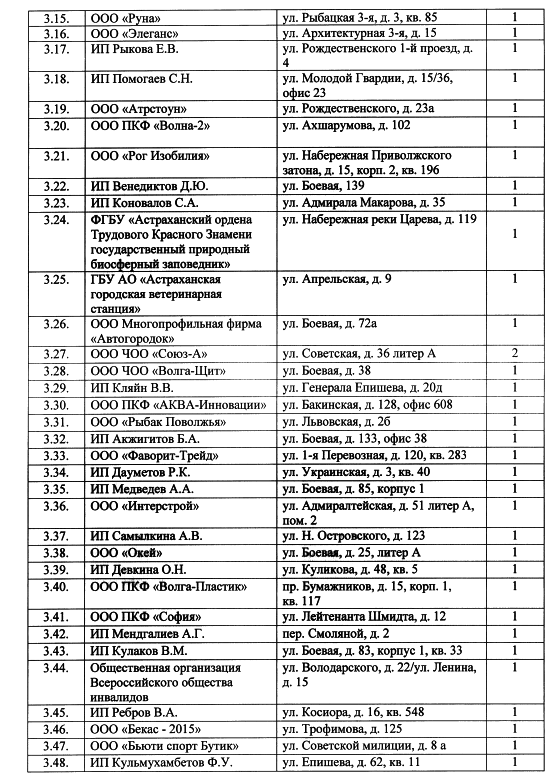 3.15. ООО «Руна» ул. Рыбацкая 3-я, д. 3, кв. 85 1
3.16. ООО «Элеганс» ул. Архитектурная 3-я, д. 15 1
3.17. ИП Рыкова Е.В. ул. Рождественского 1-й проезд, д. 1
4
3.18. ИП Помогаев С.Н. ул. Молодой Гвардии, д. 15/36, 1
офис 23
3.19. ООО «Атрстоун» ул. Рождественского, д. 23а 1
3.20. ООО ПКФ «Волна-2» ул. Ахшарумова, д. 102 1
3.21. ООО «Рог Изобилия» ул. Набережная Приволжского 1
затона, д. 15, корп. 2, кв. 196
3.22. ИП Венедиктов Д.Ю. ул. Боевая, 139 1
3.23. ИП Коновалов С.А. ул. Адмирала Макарова, д. 35 1
3.24. ФГБУ «Астраханский ордена ул. Набережная реки Царева, д. 119
Трудового Красного Знамени 1
государственный природный
биосферный заповедник»
3.25. ГБУ АО «Астраханская ул. Апрельская, д. 9 1
городская ветеринарная
станция»
3.26. ООО Многопрофильная фирма ул. Боевая, д. 72а 1
«Автогородок»
3.27. ООО ЧОО «Союз-А» ул. Советская, д. 36 литер А 2
3.28. ООО ЧОО «Волга-Щит» ул. Боевая, д. 38 1
3.29. ИП Кляйн В.В. ул. Генерала Епишева, д. 20д 1
3.30. ООО ПКФ «АКВА-Инновации» ул. Бакинская, д. 128, офис 608 1
3.31. ООО «Рыбак Поволжья» ул. Львовская, д. 2б 1
3.32. ИП Акжигитов Б.А. ул. Боевая, д. 133, офис 38 1
3.33. ООО «Фаворит-Трейд» ул. 1-я Перевозная, д. 120, кв. 283 1
3.34. ИП Дауметов Р.К. ул. Украинская, д. 3, кв. 40 1
3.35. ИП Медведев А.А. ул. Боевая, д. 85, корпус 1 1
3.36. ООО «Интерстрой» ул. Адмиралтейская, д. 51 литер А, 1
пом. 2
3.37. ИП Самылкина А.В. ул. Н. Островского, д. 123 1
3.38. ООО «Окей» ул. Боевая, д. 25, литер А 1
3.39. ИП Девкина О.Н. ул. Куликова, д. 48, кв. 5 1
3.40. ООО ПКФ «Волга-Пластик» пр. Бумажников, д. 15, корп. 1, 1
кв. 117
3.41. ООО ПКФ «София» ул. Лейтенанта Шмидта, д. 12 1
3.42. ИП Мендгалиев А.Г. пер. Смоляной, д. 2 1
3.43. ИП Кулаков В.М. ул. Боевая, д. 83, корпус 1, кв. 33 1
3.44. Общественная организация ул. Володарского, д. 22/ул. Ленина, 1
Всероссийского общества д. 15
инвалидов
3.45. ИП Ребров В.А. ул. Косиора, д. 16, кв. 548 1
3.46. ООО «Бекас - 2015» ул. Трофимова, д. 125 1
3.47. ООО «Бьюти спорт Бутик» ул. Советской милиции, д. 8 а 1
3.48. ИП Кульмухамбетов Ф.У. ул. Епишева, д. 62, кв. 11 1